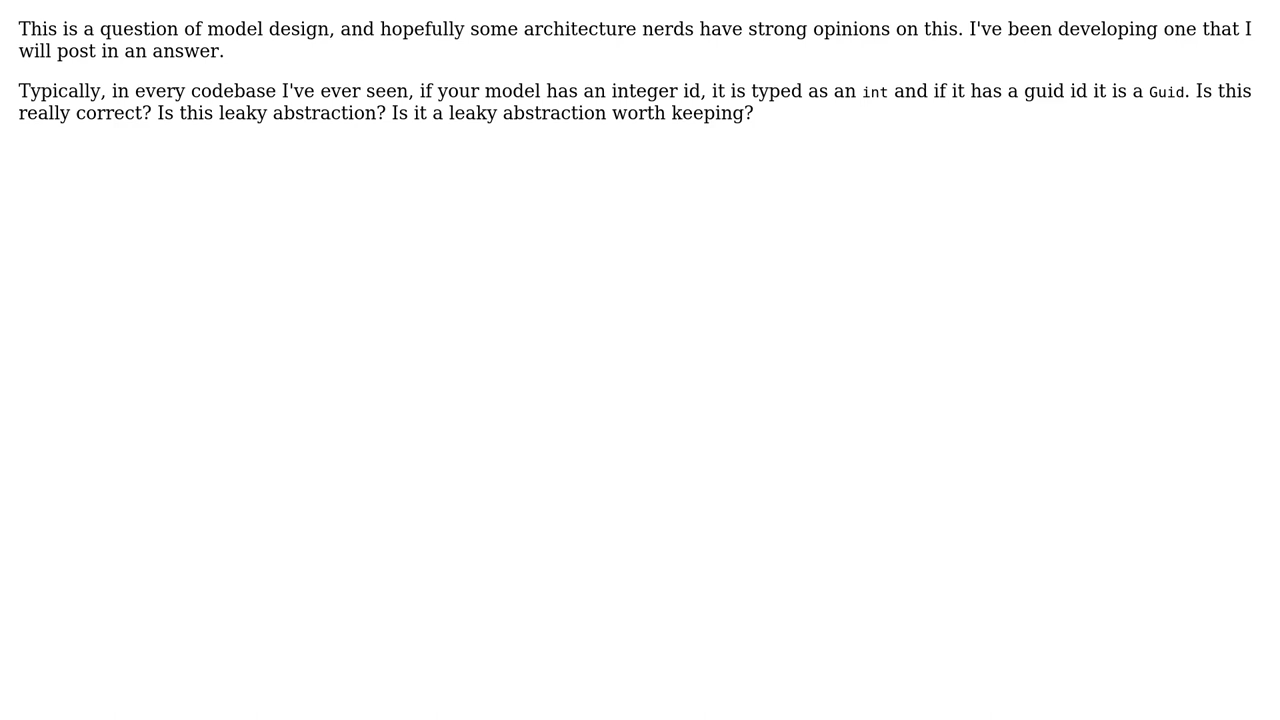 This is a question of model design, and hopefully some architecture nerds have strong opinions on this. I've been developing one that I
will post in an answer.
Typically, in every codebase I've ever seen, if your model has an integer id, it is typed as an int and if it has a guid id it is a Guid. Is this
really correct? Is this leaky abstraction? Is it a leaky abstraction worth keeping?